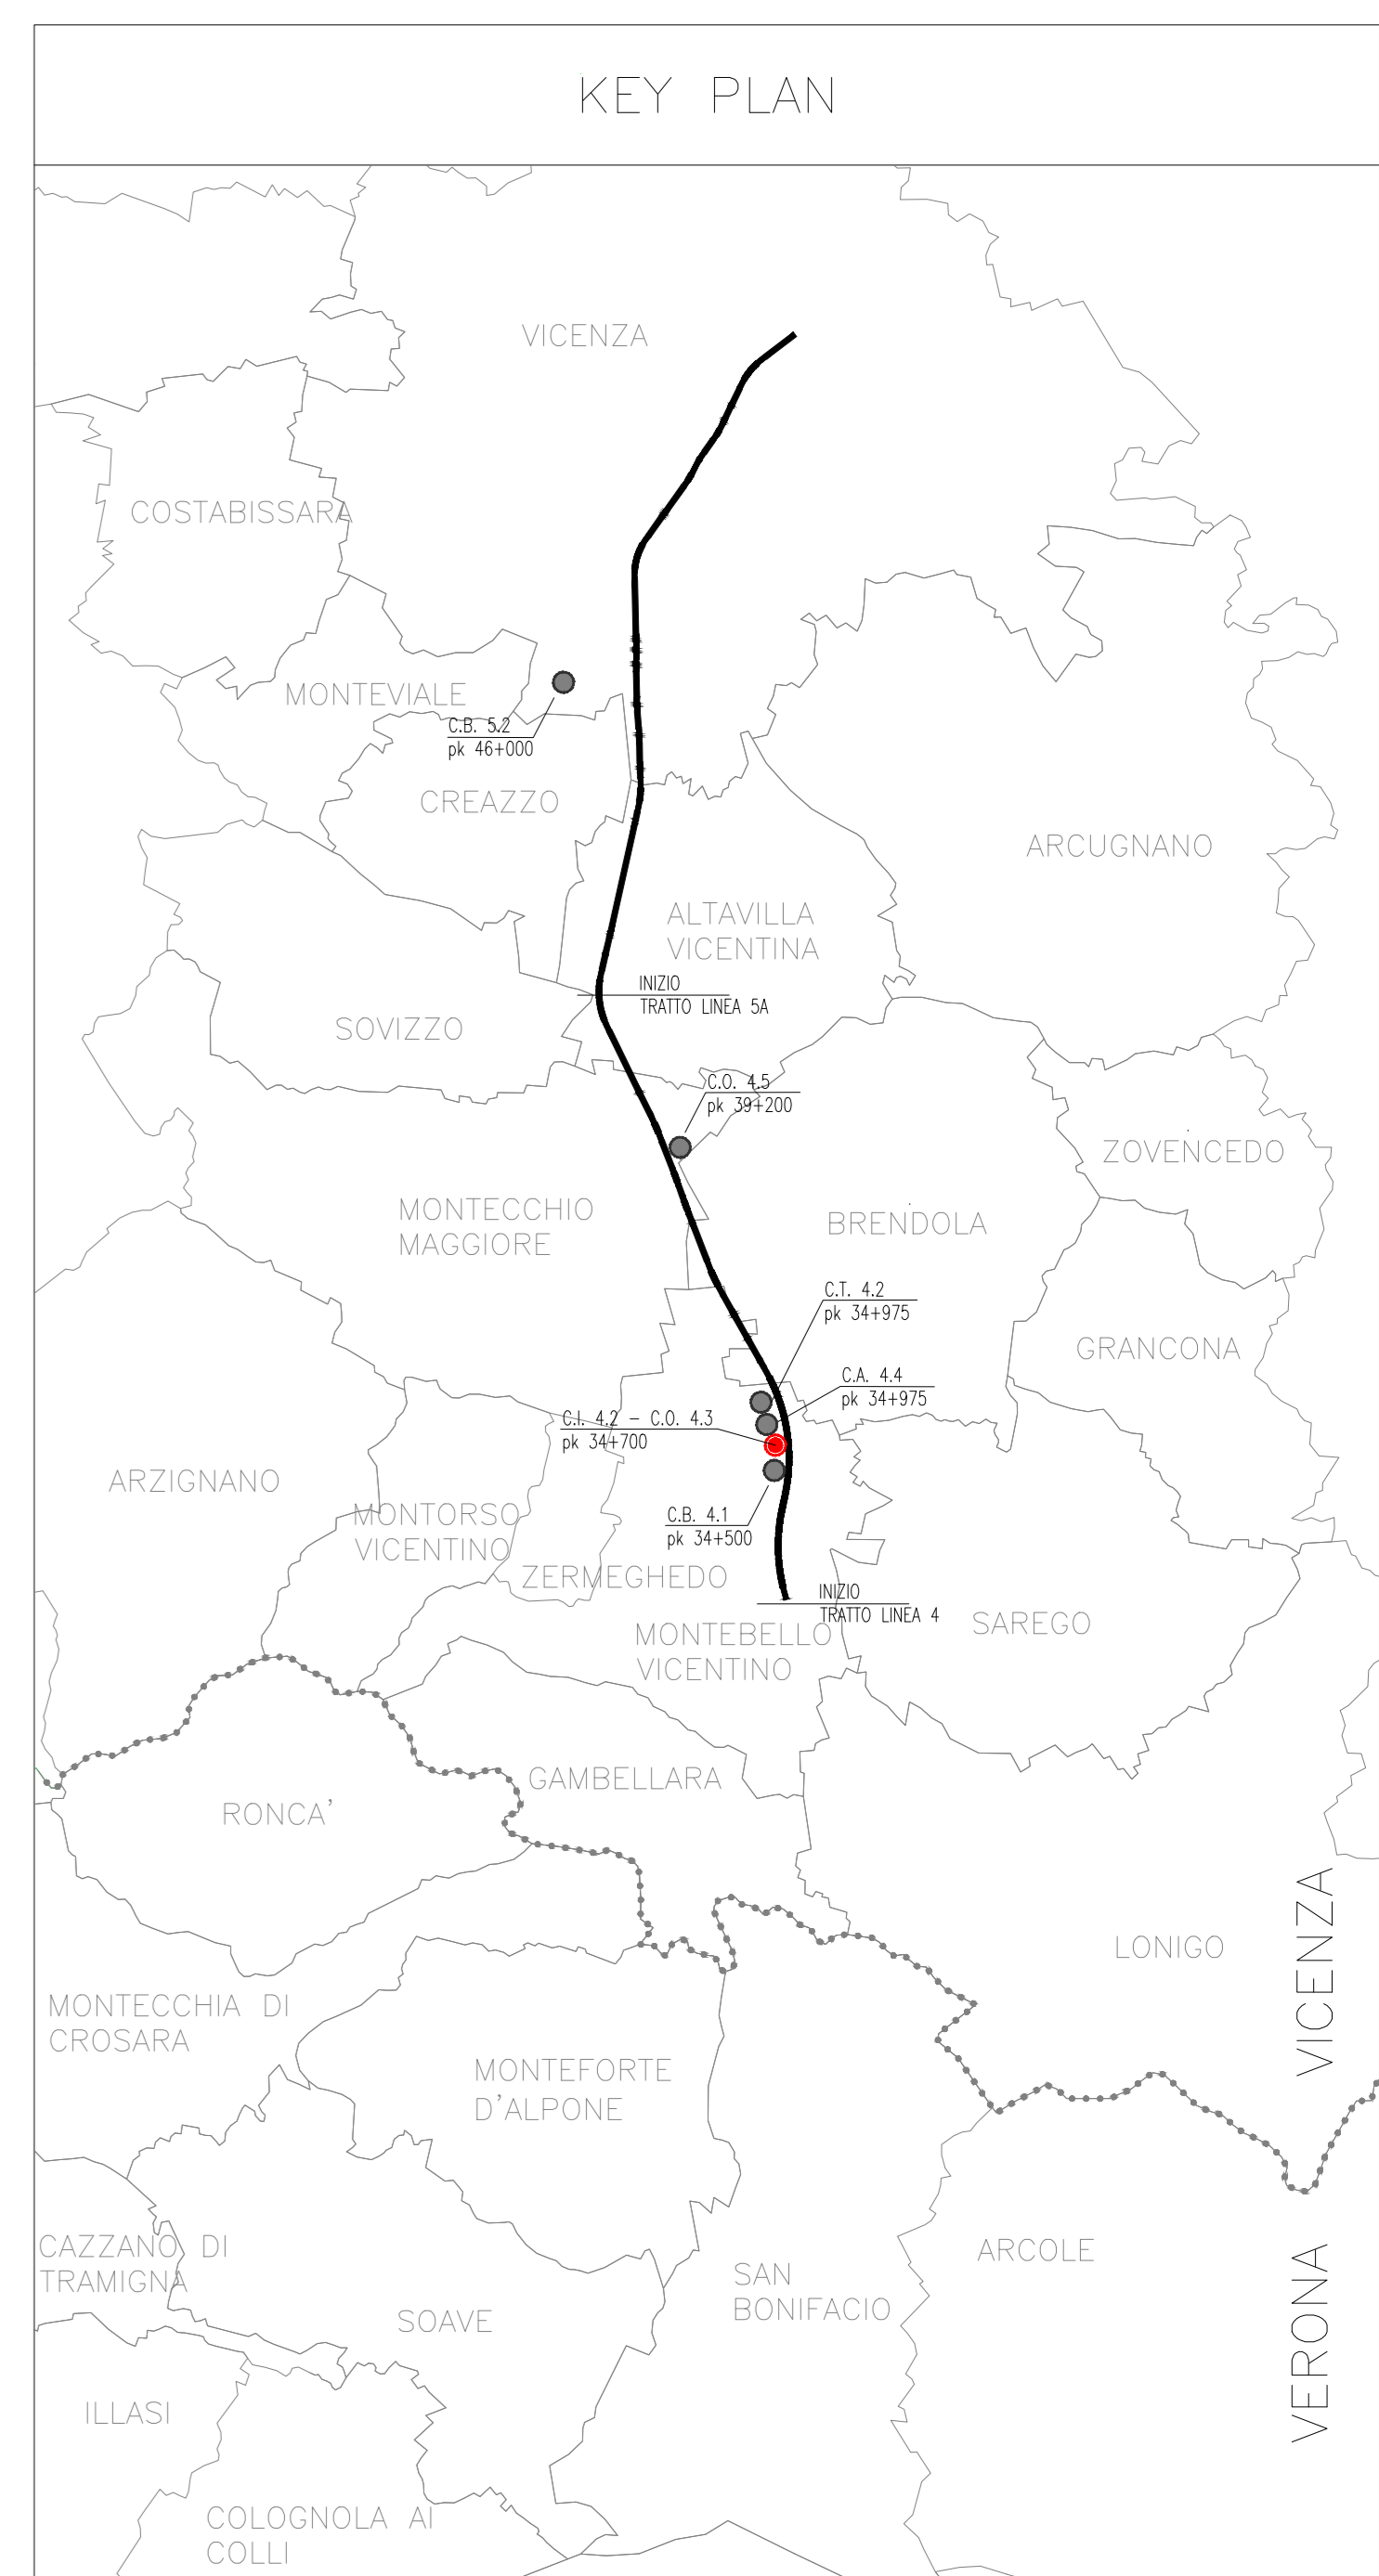 KEY PLAN
VICENZA
COSTABISSARA
MONTEVIALE
C.B. 5.2
pk 46+000
CREAZZO
ARCUGNANO
ALTAVILLA
VICENTINA
INIZIO
TRATTO LINEA 5A
SOVIZZO
C.O. 4.5
pk 39+200
ZOVENCEDO
MONTECCHIO
MAGGIORE
BRENDOLA
C.T. 4.2
pk 34+975
GRANCONA
C.A. 4.4
pk 34+975
C.I. 4.2 - C.O. 4.3
pk 34+700
ARZIGNANO
MONTORSO
VICENTINO
C.B. 4.1
pk 34+500
ZERMEGHEDO
INIZIO
TRATTO LINEA 4
SAREGO
MONTEBELLO
VICENTINO
GAMBELLARA
RONCA'
LONIGO
VICENZA
MONTECCHIA DI
CROSARA
MONTEFORTE
D'ALPONE
CAZZANO DI
TRAMIGNA
ARCOLE
SAN
BONIFACIO
SOAVE
VERONA
ILLASI
COLOGNOLA AI
COLLI